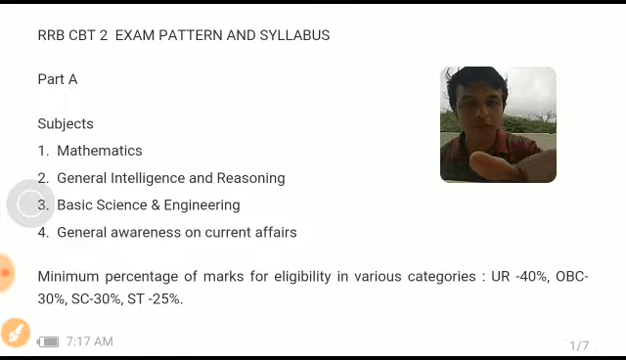 RRB CBT 2  EXAM PATTERN AND SYLLABUS
Part A
Subjects
1.  Mathematics
2.  General Intelligence and Reasoning
3.  Basic Science & Engineering
4.  General awareness on current affairs
Minimum percentage of marks for eligibility in various categories : UR -40%, OBC-
30%, SC-30%, ST -25%.
7:17 AM
1/7